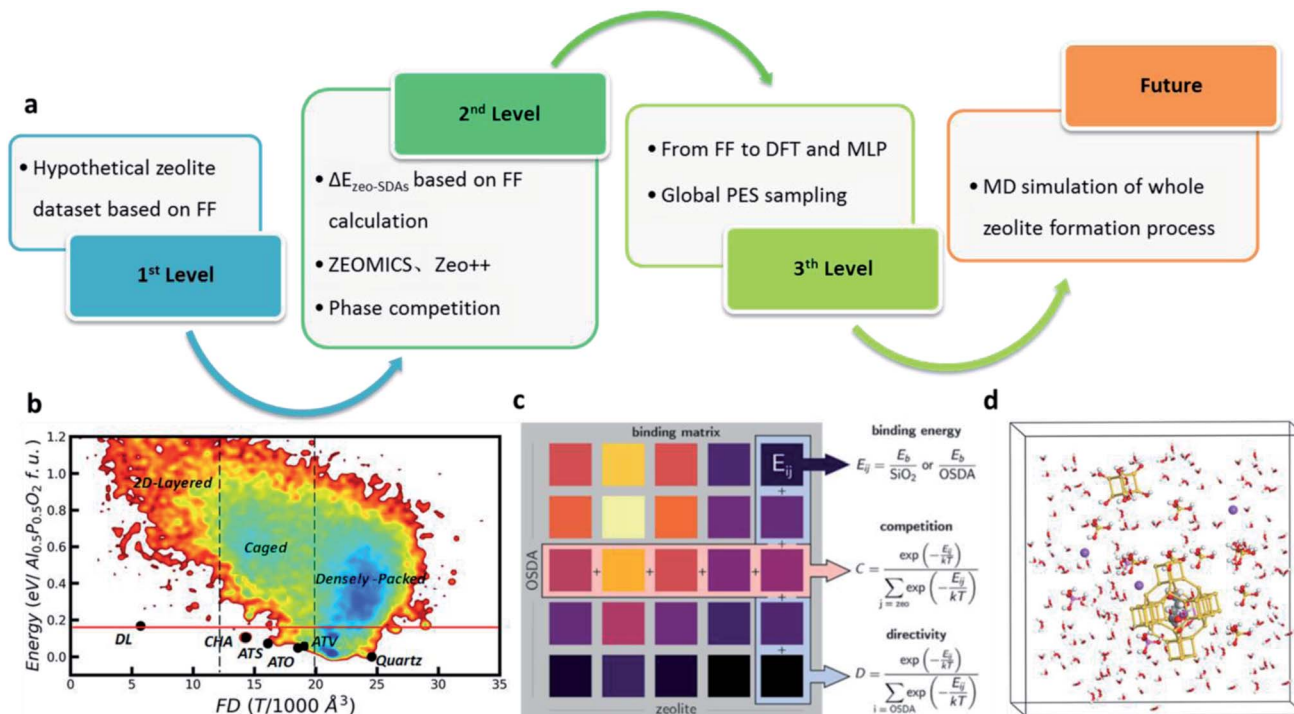 a
• Hypothetical zeolite
dataset based on FF
1st Level
2nd Level
• ΔEzeo-SDAs based on FF
calculation
• ZEOMICS、Zeo++
• Phase competition
• From FF to DFT and MLP
• Global PES sampling
3th Level
Future
• MD simulation of whole
zeolite formation process
b
Energy (eV/ Al0.5P0.5O2 f. u.)
1.2
1.0
0.8
0.6
0.4
0.2
0.0
2D-Layered
Caged
Densely-Packed
DL
CHA
ATS
ATO
ATV
Quartz
0 5 10 15 20 25 30 35
FD (T/1000 Å3)
c
binding matrix
OSDA
zeolite
Eij
+
+
+ + + +
+
+
binding energy
Eij = Eb/SiO2 or Eb/OSDA
competition
C = exp(-Eij/kT) / ∑j = zeo exp(-Eij/kT)
directivity
D = exp(-Eij/kT) / ∑i = OSDA exp(-Eij/kT)
d